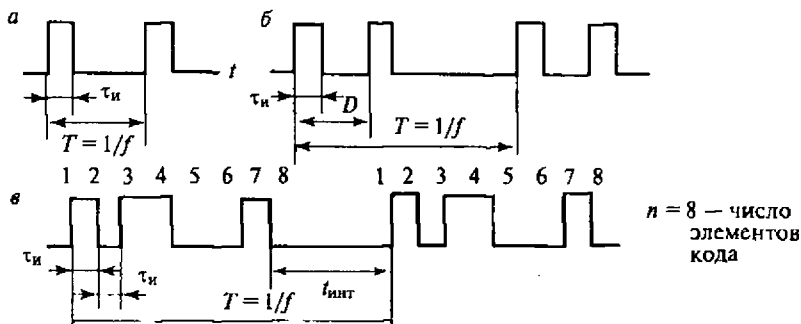 а
б
t
τи
τи
D
T = 1/f
T = 1/f
1 2 3 4 5 6 7 8 1 2 3 4 5 6 7 8
в
n = 8 — число
элементов
кода
τи
τи
T = 1/f
tинт